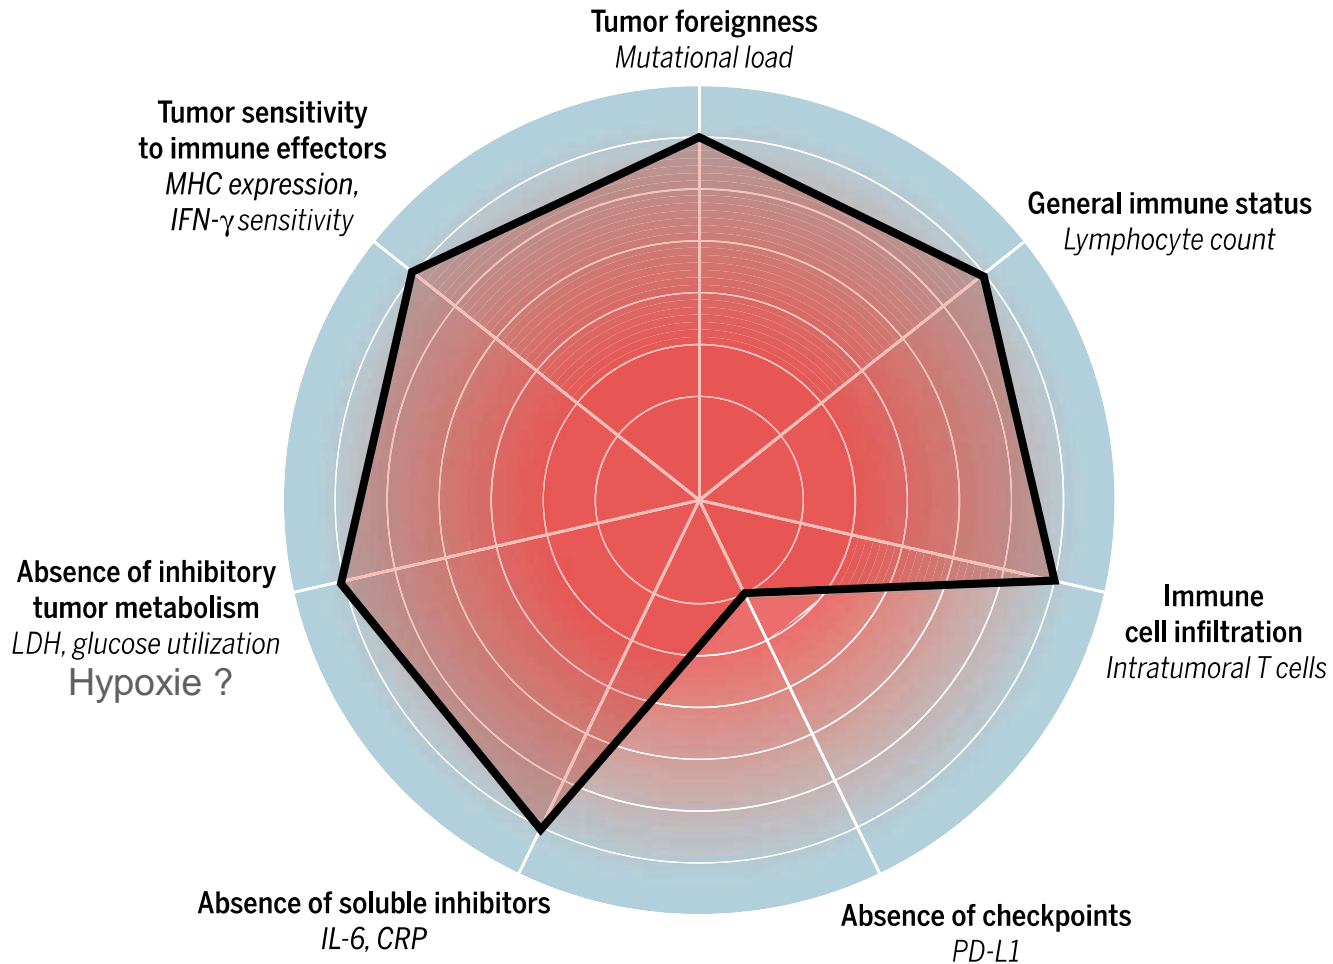 Tumor foreignness
Mutational load
Tumor sensitivity
to immune effectors
MHC expression,
IFN-γ sensitivity
General immune status
Lymphocyte count
Absence of inhibitory
tumor metabolism
LDH, glucose utilization
Hypoxie ?
Immune
cell infiltration
Intratumoral T cells
Absence of soluble inhibitors
IL-6, CRP
Absence of checkpoints
PD-L1